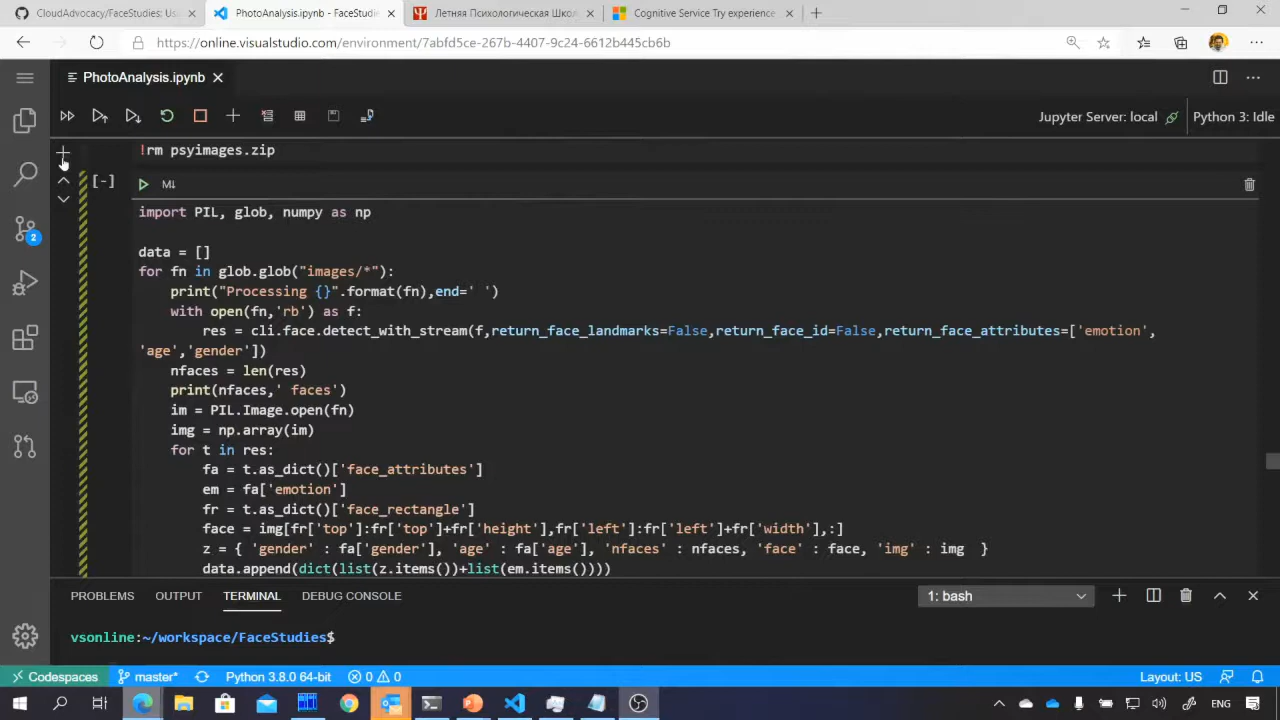 CloudAdvocacy/FaceStudies: Us
PhotoAnalysis.ipynb - FaceStudie
Летняя Психологическая Школ
Cognitive Service Try experience
https://online.visualstudio.com/environment/7abfd5ce-267b-4407-9c24-6612b445cb6b
PhotoAnalysis.ipynb
Jupyter Server: local
Python 3: Idle
!rm psyimages.zip
[-]
M↓
import PIL, glob, numpy as np
data = []
for fn in glob.glob("images/*"):
print("Processing {}".format(fn),end=' ')
with open(fn,'rb') as f:
res = cli.face.detect_with_stream(f,return_face_landmarks=False,return_face_id=False,return_face_attributes=['emotion',
'age','gender'])
nfaces = len(res)
print(nfaces,' faces')
im = PIL.Image.open(fn)
img = np.array(im)
for t in res:
fa = t.as_dict()['face_attributes']
em = fa['emotion']
fr = t.as_dict()['face_rectangle']
face = img[fr['top']:fr['top']+fr['height'],fr['left']:fr['left']+fr['width'],:]
z = { 'gender' : fa['gender'], 'age' : fa['age'], 'nfaces' : nfaces, 'face' : face, 'img' : img }
data.append(dict(list(z.items())+list(em.items())))
2
PROBLEMS OUTPUT TERMINAL DEBUG CONSOLE
1: bash
vsonline:~/workspace/FaceStudies$
Codespaces
master*
Python 3.8.0 64-bit
0
0
Layout: US
ENG